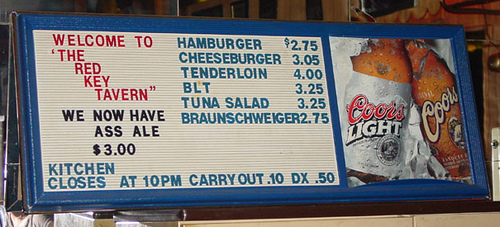 WELCOME TO
'THE
RED
KEY
TAVERN"
WE NOW HAVE
ASS ALE
$3.00
HAMBURGER $2.75
CHEESEBURGER 3.05
TENDERLOIN 4.00
BLT 3.25
TUNA SALAD 3.25
BRAUNSCHWEIGER 2.75
KITCHEN
CLOSES AT 10PM CARRY OUT .10 DX .50
Coors
LIGHT
Coors